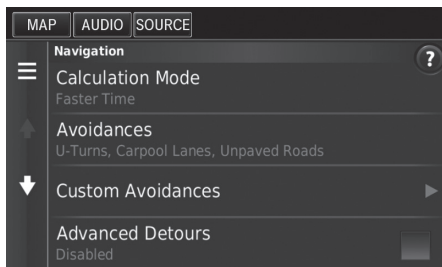 MAP AUDIO SOURCE
Navigation
?
Calculation Mode
Faster Time
Avoidances
U-Turns, Carpool Lanes, Unpaved Roads
Custom Avoidances
Advanced Detours
Disabled